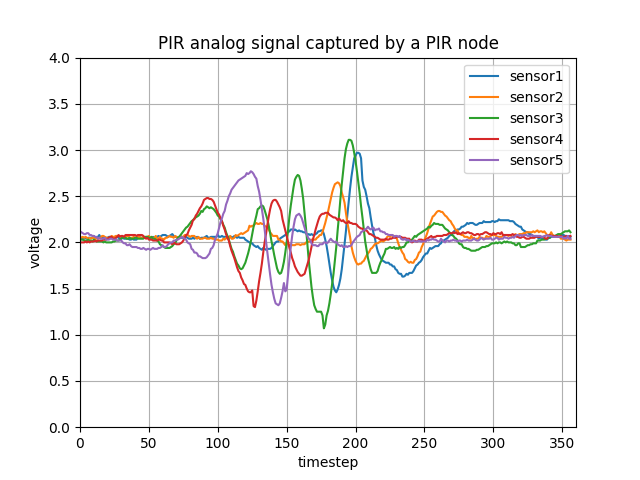 PIR analog signal captured by a PIR node
4.0
3.5
3.0
2.5
2.0
1.5
1.0
0.5
0.0
voltage
sensor1
sensor2
sensor3
sensor4
sensor5
0 50 100 150 200 250 300 350
timestep